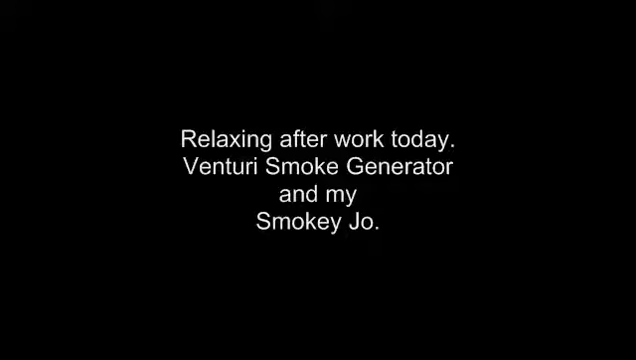 Relaxing after work today.
Venturi Smoke Generator
and my
Smokey Jo.